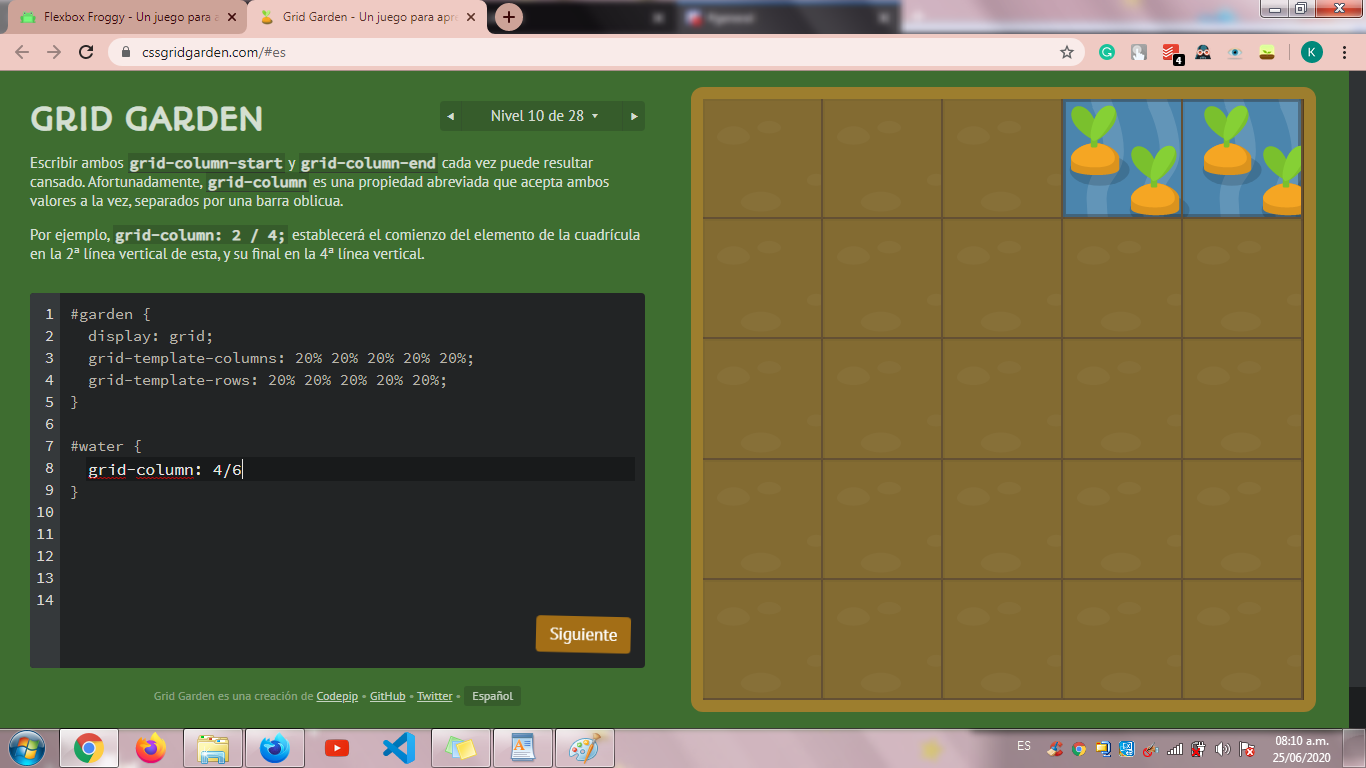 Flexbox Froggy - Un juego para a
Grid Garden - Un juego para apre
cssgridgarden.com/#es
4
K
GRID GARDEN
Nivel 10 de 28
Escribir ambos grid-column-start y grid-column-end cada vez puede resultar
cansado. Afortunadamente, grid-column es una propiedad abreviada que acepta ambos
valores a la vez, separados por una barra oblicua.
Por ejemplo, grid-column: 2 / 4; establecerá el comienzo del elemento de la cuadrícula
en la 2ª línea vertical de esta, y su final en la 4ª línea vertical.
1 #garden {
2 display: grid;
3 grid-template-columns: 20% 20% 20% 20% 20%;
4 grid-template-rows: 20% 20% 20% 20% 20%;
5 }
6
7 #water {
8 grid-column: 4/6
9 }
10
11
12
13
14
Siguiente
Grid Garden es una creación de Codepip • GitHub • Twitter • Español
ES
08:10 a.m.
25/06/2020